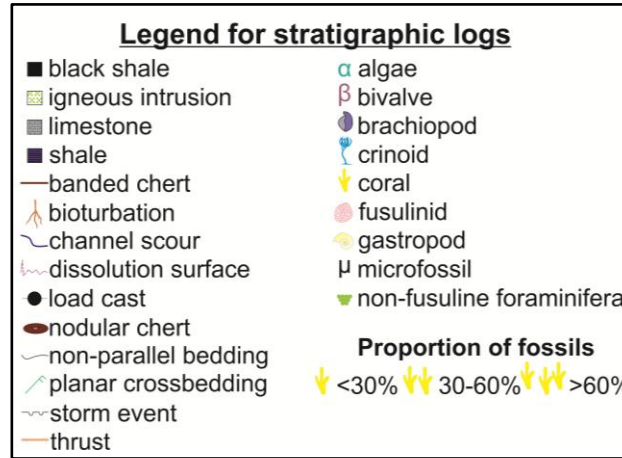 Legend for stratigraphic logs
black shale
igneous intrusion
limestone
shale
banded chert
bioturbation
channel scour
dissolution surface
load cast
nodular chert
non-parallel bedding
planar crossbedding
storm event
thrust
α algae
β bivalve
brachiopod
crinoid
coral
fusulinid
gastropod
μ microfossil
non-fusuline foraminifera
Proportion of fossils
<30% 30-60% >60%